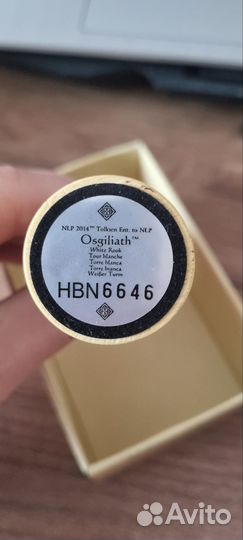 NLP 2014™ Tolkien Ent. to NLP
Osgiliath™
White Rook
Tour blanche
Torre blanca
Torre bianca
Weißer Turm
HBN6646
Avito